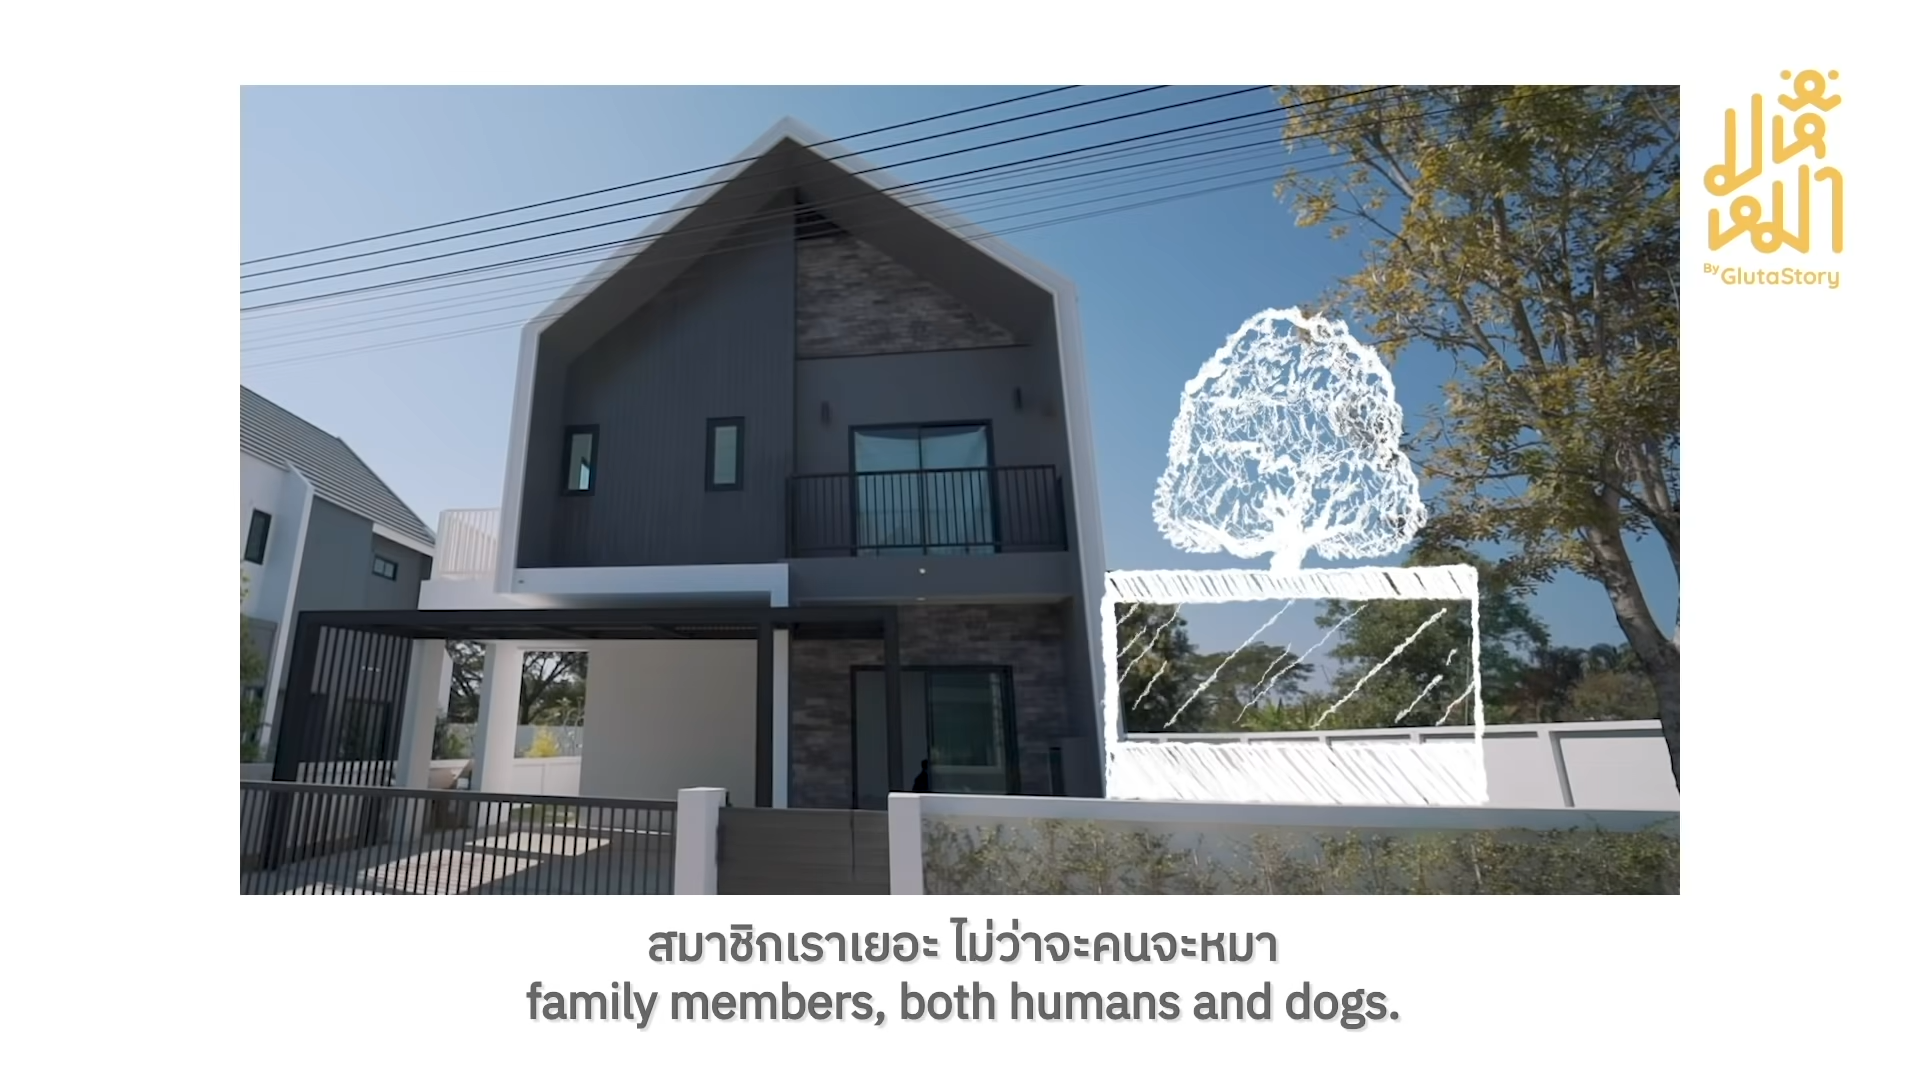 มหึ
หมา
By GlutaStory
สมาชิกเราเยอะ ไม่ว่าจะคนจะหมา
family members, both humans and dogs.